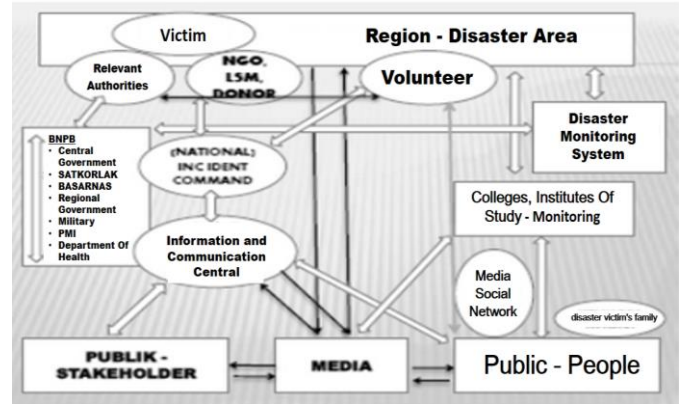 Victim
Region - Disaster Area
Relevant
Authorities
NGO,
LSM,
DONOR
Volunteer
BNPB
• Central
Government
• SATKORLAK
• BASARNAS
• Regional
Government
• Military
• PMI
• Department Of
Health
(NATIONAL)
INCIDENT
COMMAND
Disaster
Monitoring
System
Colleges, Institutes Of
Study - Monitoring
Information and
Communication
Central
Media
Social
Network
disaster victim's family
PUBLIK -
STAKEHOLDER
MEDIA
Public - People